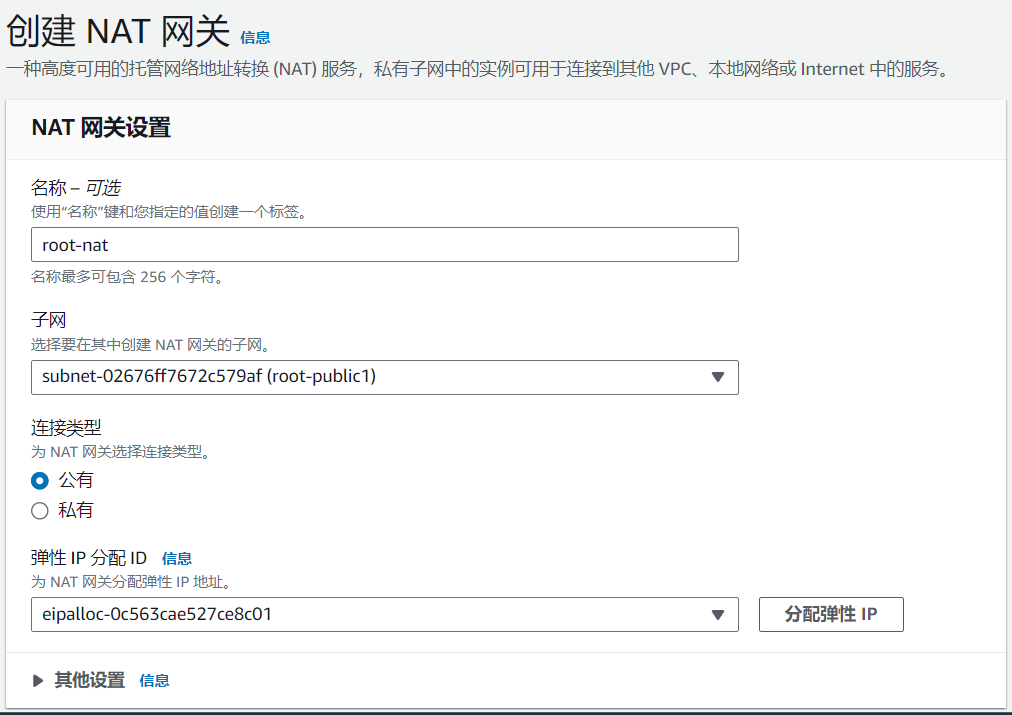 创建 NAT 网关 信息
一种高度可用的托管网络地址转换 (NAT) 服务，私有子网中的实例可用于连接到其他 VPC、本地网络或 Internet 中的服务。
NAT 网关设置
名称 – 可选
使用“名称”键和您指定的值创建一个标签。
root-nat
名称最多可包含 256 个字符。
子网
选择要在其中创建 NAT 网关的子网。
subnet-02676ff7672c579af (root-public1)
连接类型
为 NAT 网关选择连接类型。
公有
私有
弹性 IP 分配 ID 信息
为 NAT 网关分配弹性 IP 地址。
eipalloc-0c563cae527ce8c01 分配弹性 IP
其他设置 信息